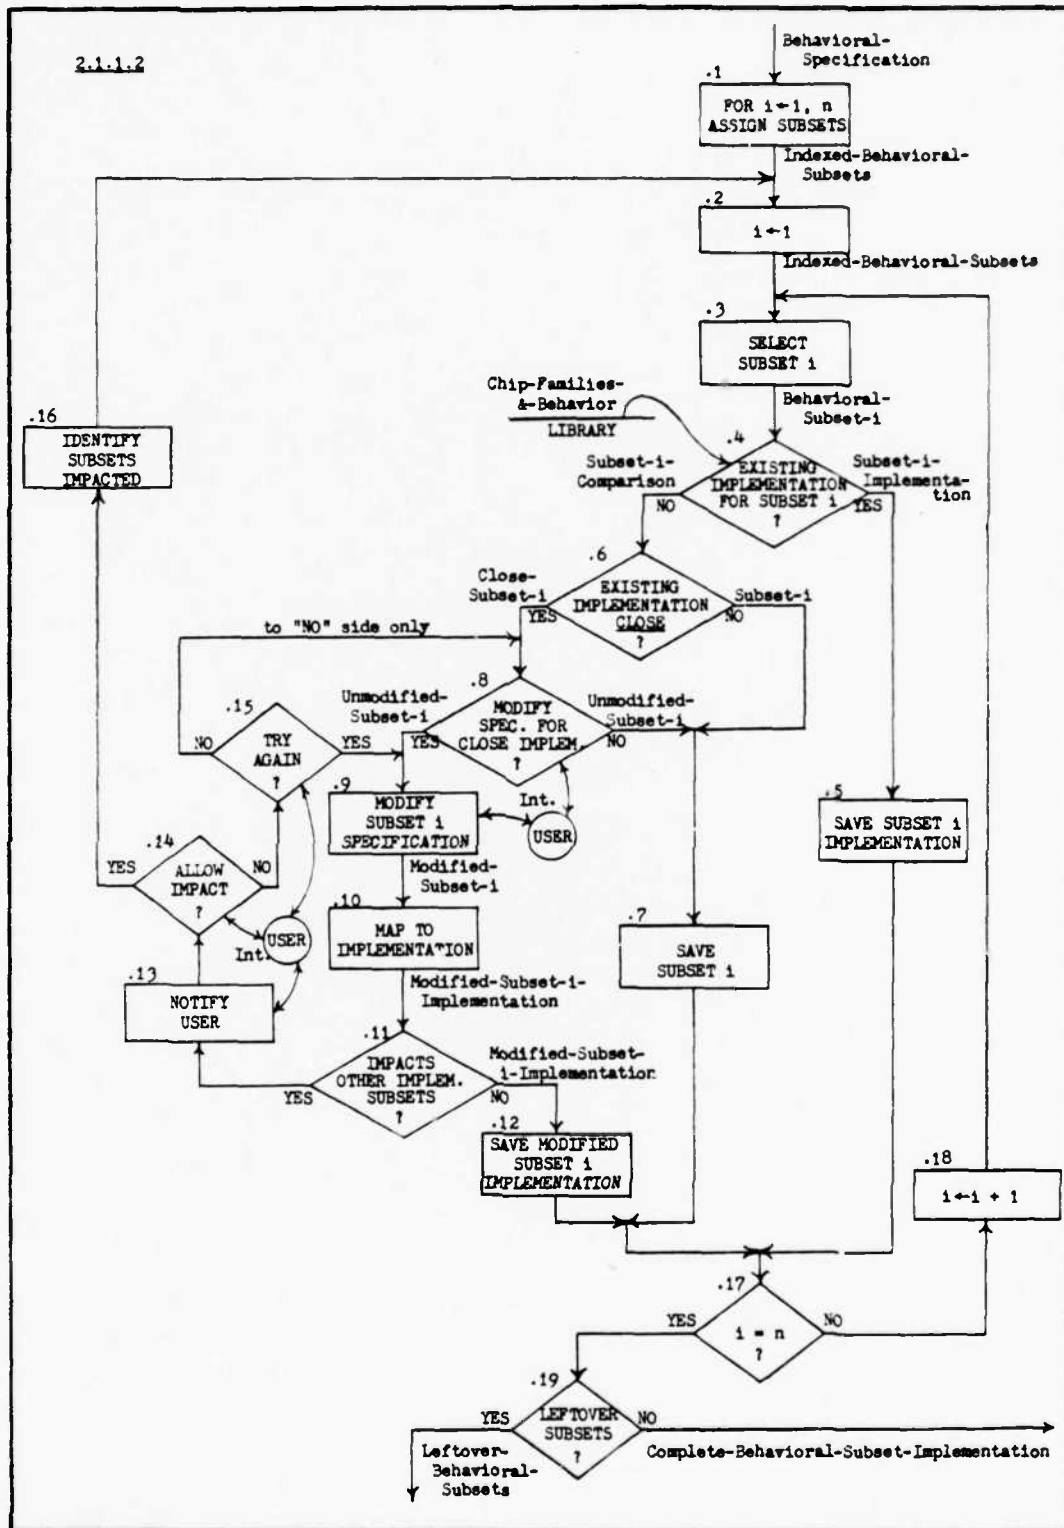 2.1.1.2
Behavioral-
Specification
.1
FOR i←1, n
ASSIGN SUBSETS
Indexed-Behavioral-
Subsets
.2
i←1
Indexed-Behavioral-Subsets
.3
SELECT
SUBSET i
Chip-Families-
&-Behavior
LIBRARY
Behavioral-
Subset-i
.4
EXISTING
IMPLEMENTATION
FOR SUBSET i
?
Subset-i-
Comparison
NO
Subset-i-
Implementa-
tion
YES
.16
IDENTIFY
SUBSETS
IMPACTED
.6
EXISTING
IMPLEMENTATION
CLOSE
?
Close-
Subset-i
YES
Subset-i
NO
to "NO" side only
.8
MODIFY
SPEC. FOR
CLOSE IMPLEM.
?
Unmodified-
Subset-i
YES
Unmodified-
Subset-i
NO
.15
TRY
AGAIN
?
NO
YES
.9
MODIFY
SUBSET i
SPECIFICATION
Int.
USER
.5
SAVE SUBSET i
IMPLEMENTATION
.14
ALLOW
IMPACT
?
YES
NO
Modified-
Subset-i
.10
MAP TO
IMPLEMENTATION
USER
Int.
.7
SAVE
SUBSET i
.13
NOTIFY
USER
Modified-Subset-i-
Implementation
.11
IMPACTS
OTHER IMPLEM.
SUBSETS
?
YES
Modified-Subset-
i-Implementation
NO
.12
SAVE MODIFIED
SUBSET i
IMPLEMENTATION
.18
i←i + 1
.17
i = n
?
YES
NO
.19
LEFTOVER
SUBSETS
?
YES
NO
Leftover-
Behavioral-
Subsets
Complete-Behavioral-Subset-Implementation